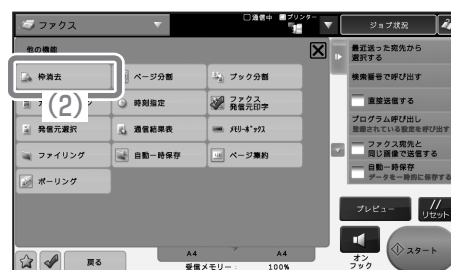 ファクス
通信中
プリンター
ジョブ状況
他の機能
枠消去
ページ分割
ブック分割
(2)
時刻指定
ファクス
発信元印字
発信元選択
通信結果表
メモリーボックス
ファイリング
自動一時保存
ページ集約
ポーリング
戻る
A4
A4
受信メモリー:
100%
最近送った宛先から
選択する
検索番号で呼び出す
直接送信する
プログラム呼び出し
登録されている設定を呼び出す
ファクス宛先と
同じ画像で送信する
自動一時保存
データを一時的に保存する
プレビュー
リセット
オン
フック
スタート